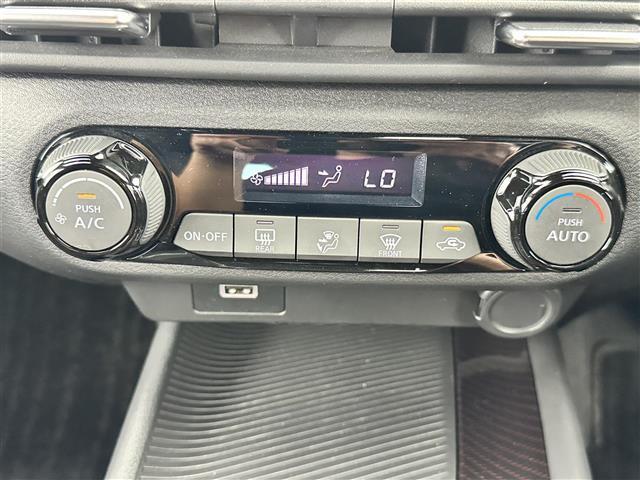 LO
PUSH
A/C
ON·OFF
REAR
FRONT
PUSH
AUTO